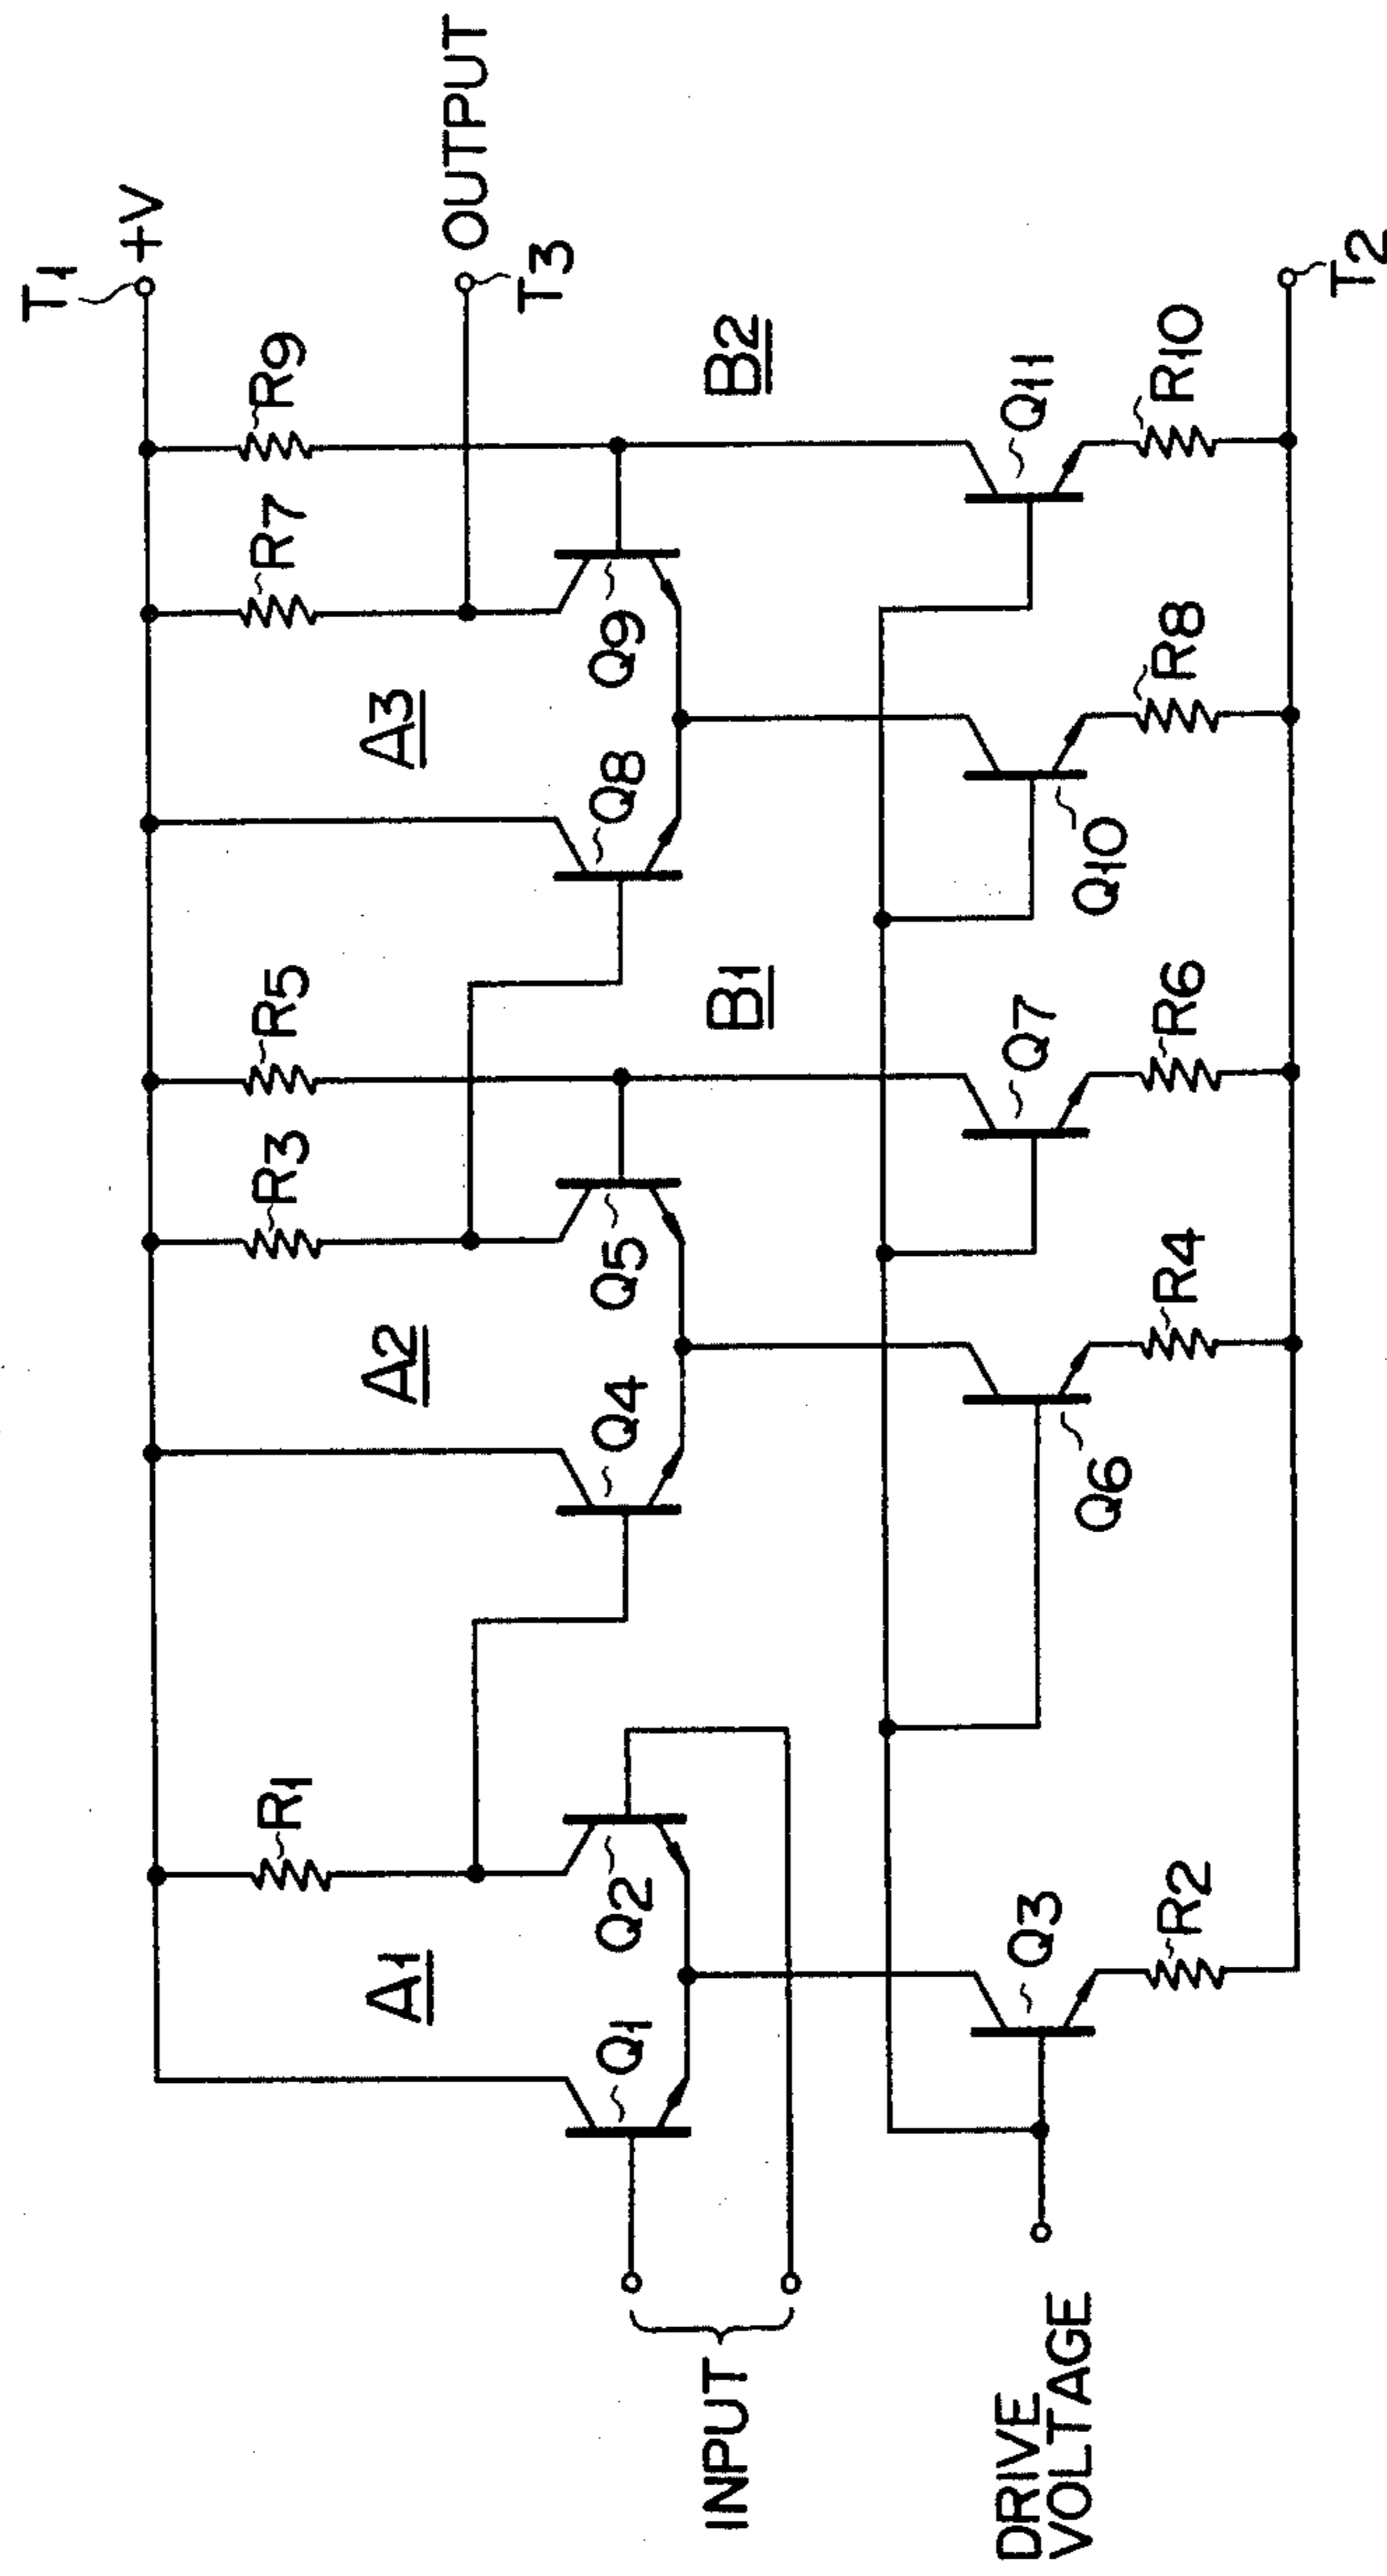 T1
+V
R1
R3
R5
R7
R9
OUTPUT
T3
A1
A2
A3
Q1
Q2
Q4
Q5
Q8
Q9
B1
B2
INPUT
Q3
Q6
Q7
Q10
Q11
DRIVE
VOLTAGE
R2
R4
R6
R8
R10
T2